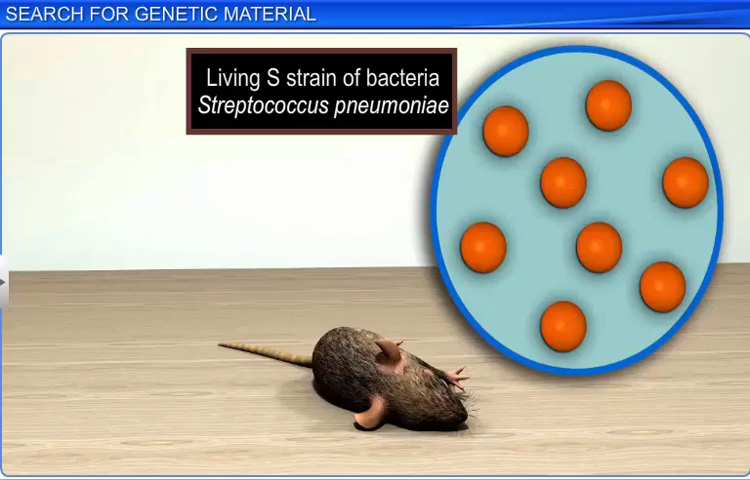 SEARCH FOR GENETIC MATERIAL
Living S strain of bacteria
Streptococcus pneumoniae